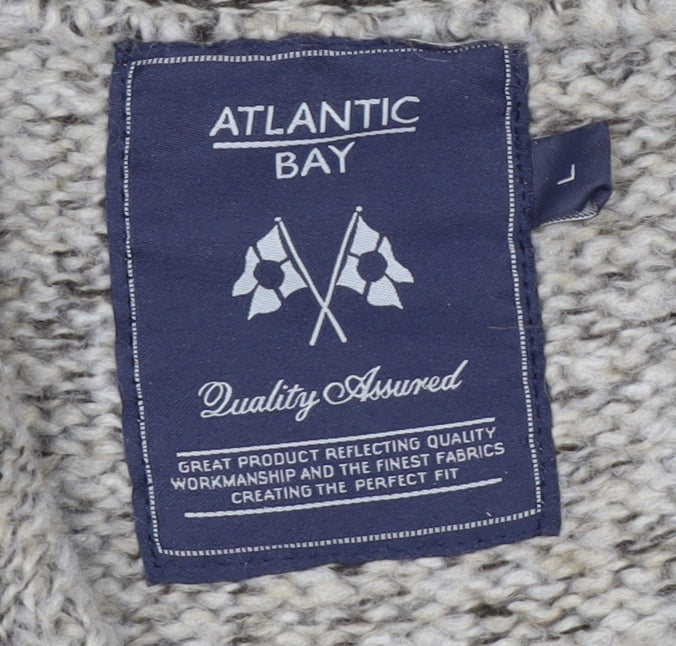 ATLANTIC
BAY
L
Quality Assured
GREAT PRODUCT REFLECTING QUALITY
WORKMANSHIP AND THE FINEST FABRICS
CREATING THE PERFECT FIT